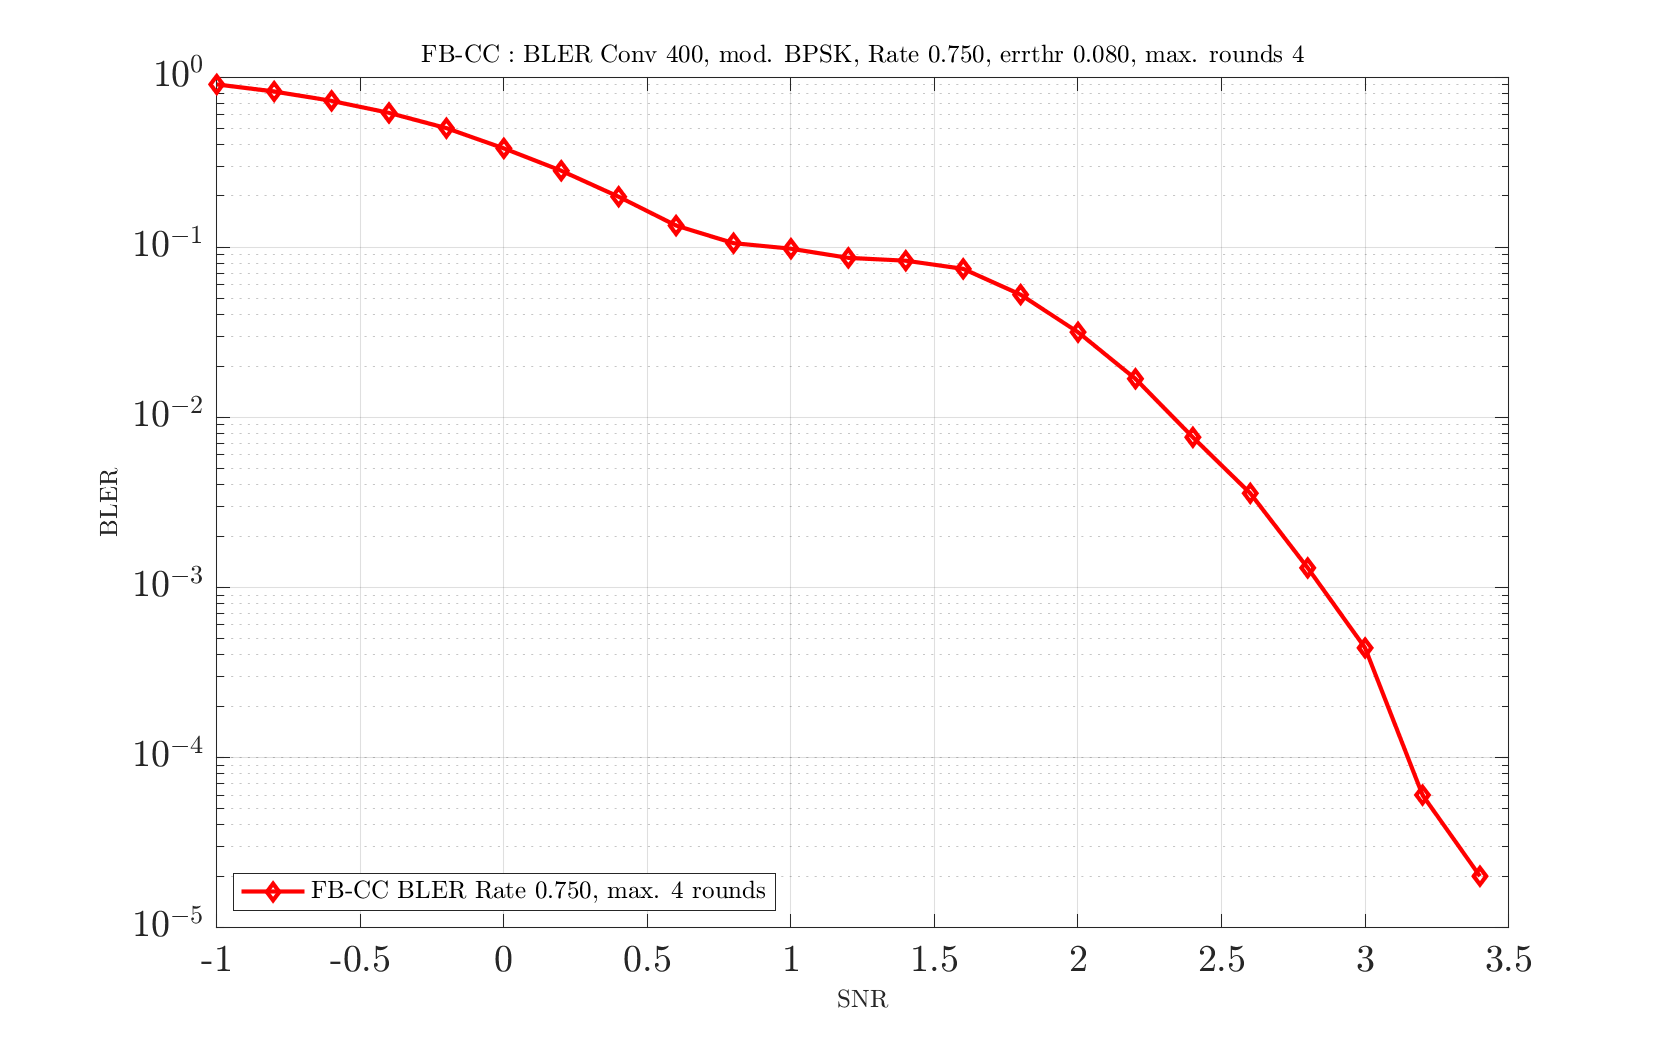 FB-CC : BLER Conv 400, mod. BPSK, Rate 0.750, errthr 0.080, max. rounds 4
10⁰
10⁻¹
10⁻²
10⁻³
10⁻⁴
10⁻⁵
BLER
FB-CC BLER Rate 0.750, max. 4 rounds
-1 -0.5 0 0.5 1 1.5 2 2.5 3 3.5
SNR